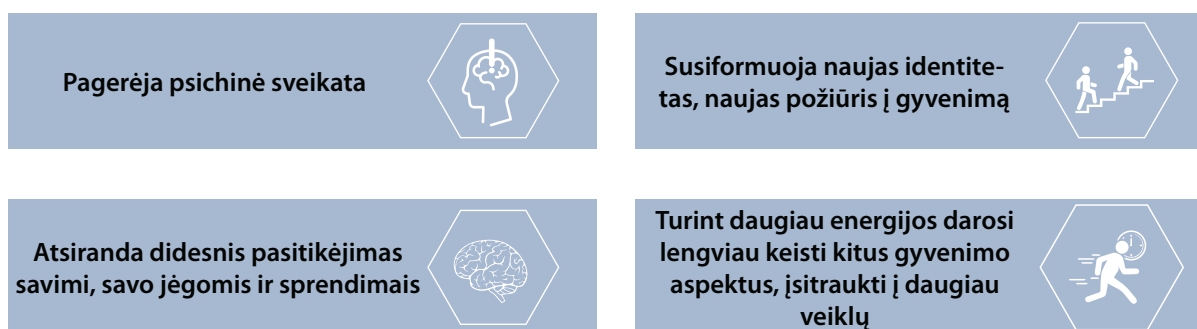 Pagerėja psichinė sveikata
Susiformuoja naujas identite-
tas, naujas požiūris į gyvenimą
Atsiranda didesnis pasitikėjimas
savimi, savo jėgomis ir sprendimais
Turint daugiau energijos darosi
lengviau keisti kitus gyvenimo
aspektus, įsitraukti į daugiau
veiklų